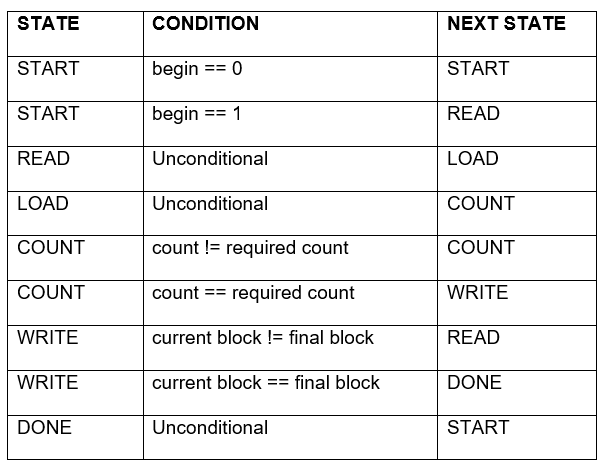 STATE CONDITION NEXT STATE
START begin == 0 START
START begin == 1 READ
READ Unconditional LOAD
LOAD Unconditional COUNT
COUNT count != required count COUNT
COUNT count == required count WRITE
WRITE current block != final block READ
WRITE current block == final block DONE
DONE Unconditional START